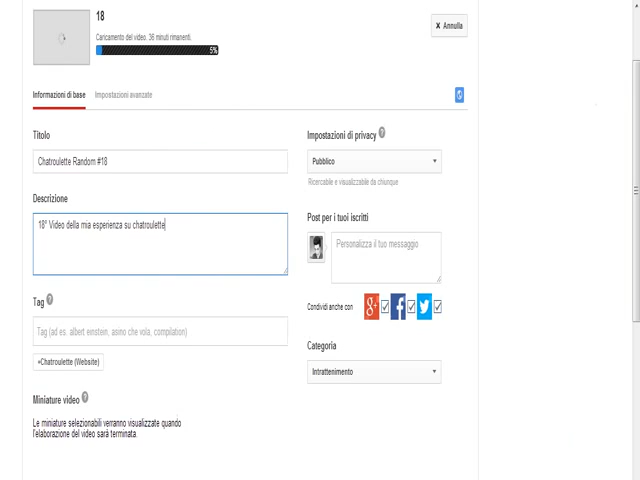 18
Caricamento del video. 36 minuti rimanenti.
5%
× Annulla
Informazioni di base
Impostazioni avanzate
Titolo
Chatroulette Random #18
Descrizione
18° Video della mia esperienza su chatroulette
Tag ?
Tag (ad es. albert einstein, asino che vola, compilation)
+Chatroulette (Website)
Miniature video ?
Le miniature selezionabili verranno visualizzate quando
l'elaborazione del video sarà terminata.
Impostazioni di privacy ?
Pubblico
Ricercabile e visualizzabile da chiunque
Post per i tuoi iscritti
Personalizza il tuo messaggio
Condividi anche con
Categoria
Intrattenimento